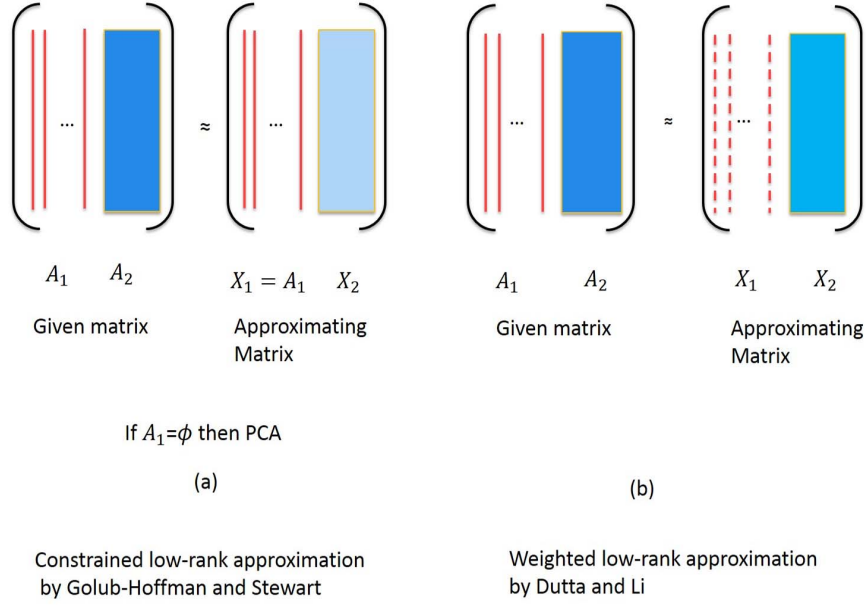 ... ≈ ... ... ≈ ...
A₁ A₂ X₁ = A₁ X₂ A₁ A₂ X₁ X₂
Given matrix Approximating Given matrix Approximating
Matrix Matrix
If A₁=ϕ then PCA
(a) (b)
Constrained low-rank approximation
by Golub-Hoffman and Stewart
Weighted low-rank approximation
by Dutta and Li